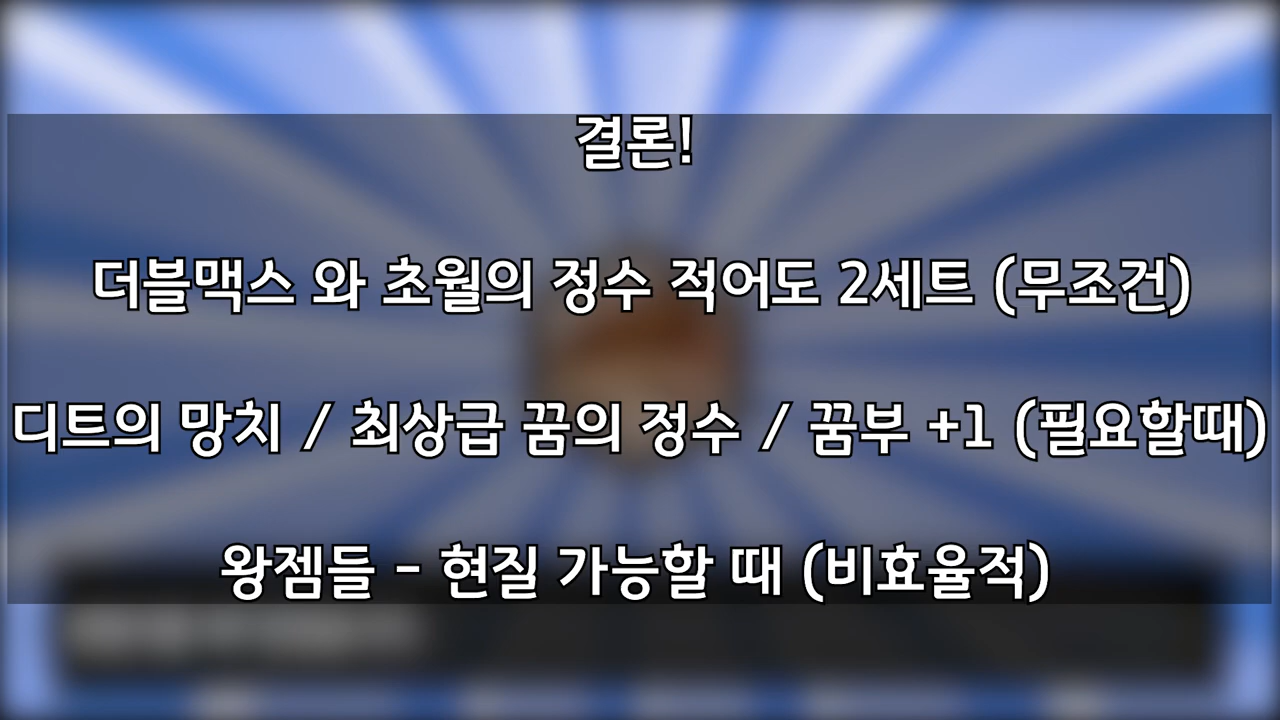 결론!
더블맥스 와 초월의 정수 적어도 2세트 (무조건)
디트의 망치 / 최상급 꿈의 정수 / 꿈부 +1 (필요할때)
왕젬들 - 현질 가능할 때 (비효율적)